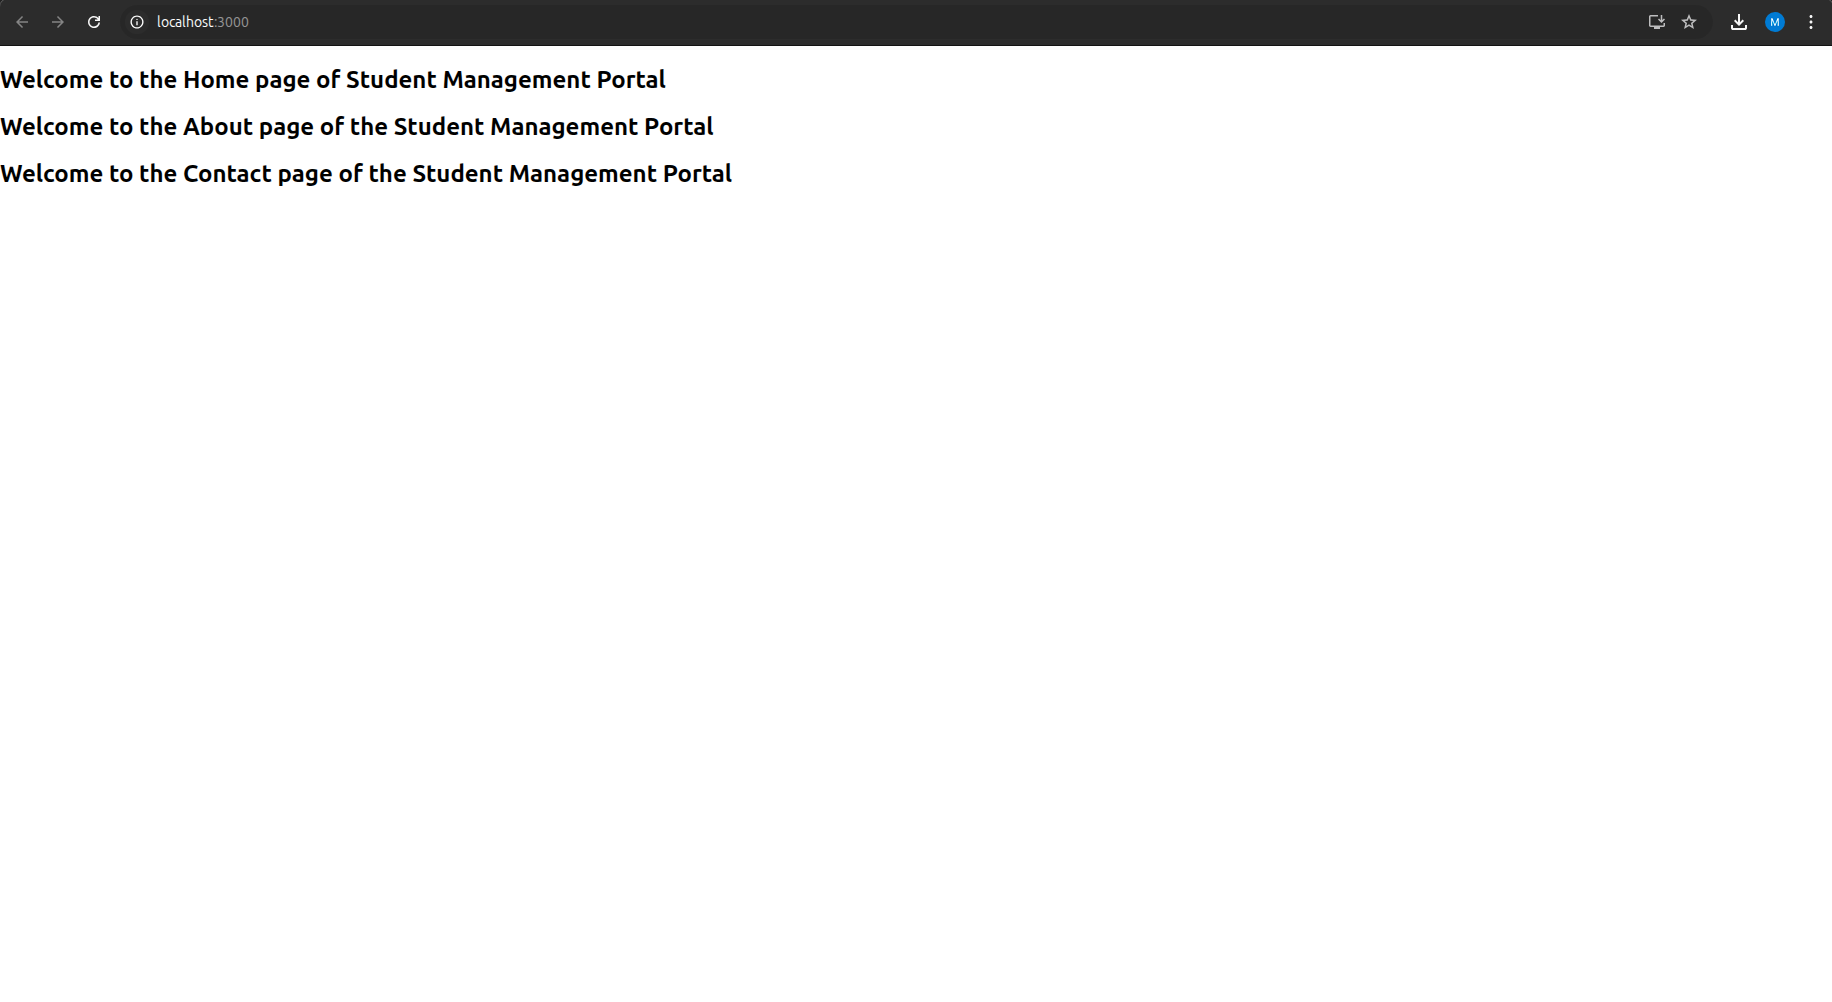 localhost:3000
M
Welcome to the Home page of Student Management Portal
Welcome to the About page of the Student Management Portal
Welcome to the Contact page of the Student Management Portal